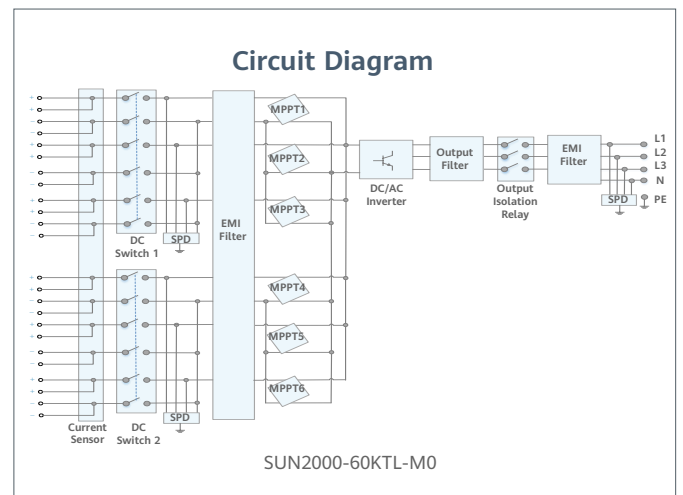 Circuit Diagram
MPPT1
MPPT2
MPPT3
MPPT4
MPPT5
MPPT6
EMI
Filter
DC
Switch 1
SPD
DC
Switch 2
SPD
Current
Sensor
DC/AC
Inverter
Output
Filter
Output
Isolation
Relay
EMI
Filter
L1
L2
L3
N
PE
SPD
SUN2000-60KTL-M0